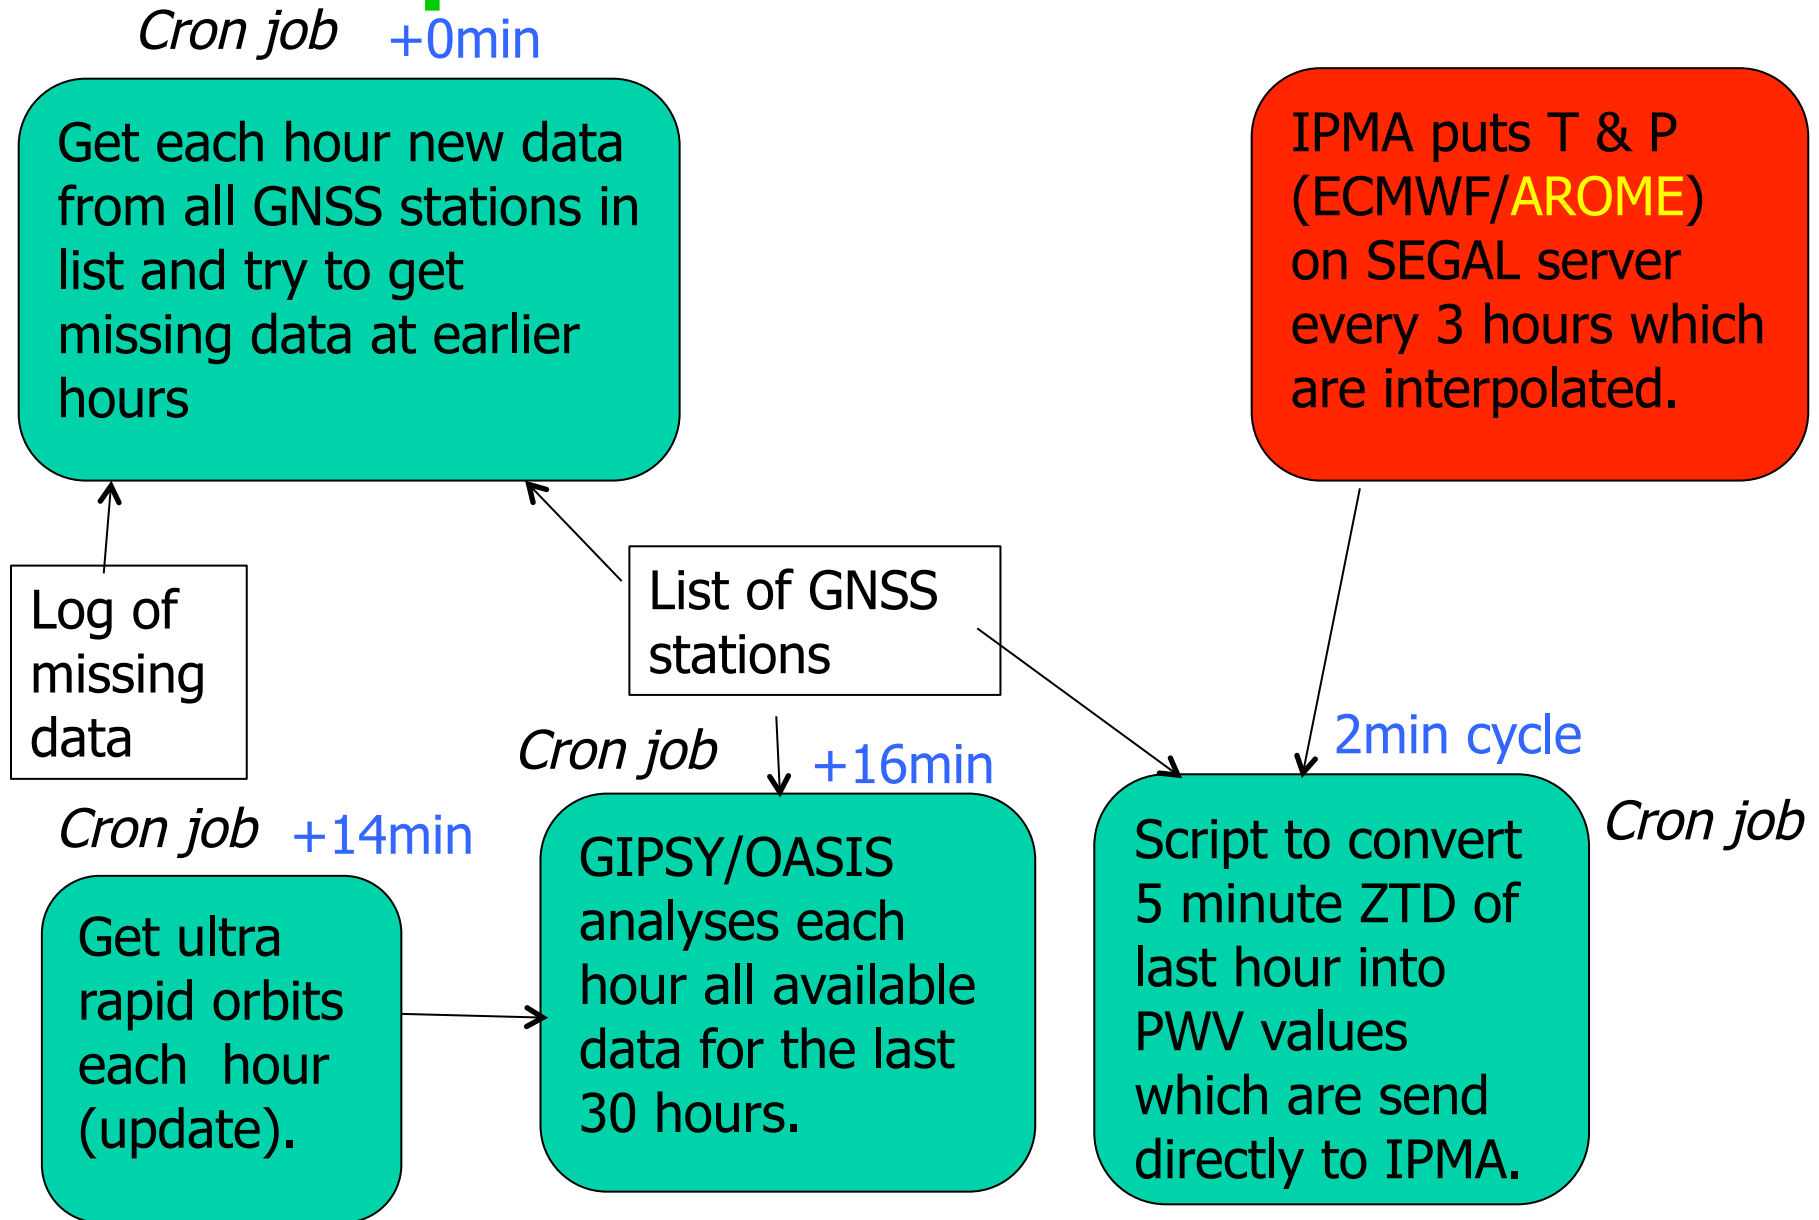 Cron job +0min
Get each hour new data
from all GNSS stations in
list and try to get
missing data at earlier
hours
IPMA puts T & P
(ECMWF/AROME)
on SEGAL server
every 3 hours which
are interpolated.
Log of
missing
data
List of GNSS
stations
Cron job +14min
Get ultra
rapid orbits
each  hour
(update).
Cron job +16min
GIPSY/OASIS
analyses each
hour all available
data for the last
30 hours.
2min cycle
Cron job
Script to convert
5 minute ZTD of
last hour into
PWV values
which are send
directly to IPMA.